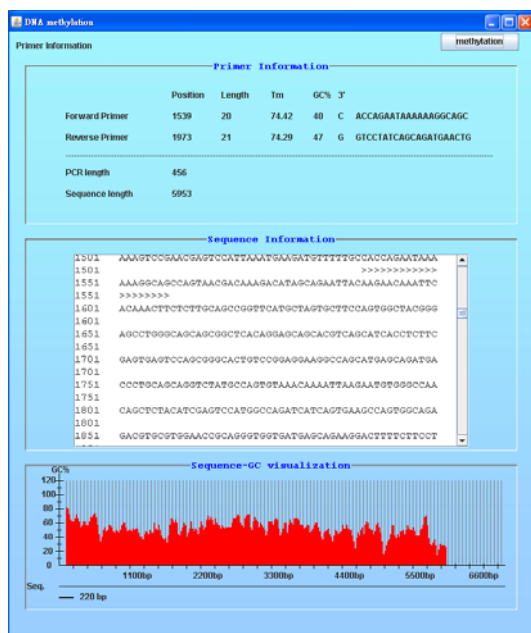 DNA methylation
Primer Information
methylation
Primer Information
Position Length Tm GC% 3'
Forward Primer 1539 20 74.42 40 C ACCAGAATAAAAAAGGCAGC
Reverse Primer 1973 21 74.29 47 G GTCCTATCAGCAGATGAACTG
PCR length 456
Sequence length 5953
Sequence Information
1501 AAAGTCCGAACGAGTCCATTAAATGAAGATGTTTTTGCCACCAGAATAAA
1501 >>>>>>>>>>>>
1551 AAAGGCAGCCAGTAACGACAAAGACATAGCAGAATTACAAGAACAAATTC
1551 >>>>>>>>
1601 ACAAACTTCTCTTGCAGCCGGTTCATGCTAGTGCTTCCAGTGGCTACGGG
1601
1651 AGCCTGGGCAGCAGCGGCTCACAGGAGCAGCACGTCAGCATCACCTCTTC
1651
1701 GAGTGAGTCCAGCGGGCACTGTCCGGAGGAAGGCCAGCATGAGCAGATGA
1701
1751 CCCTGCAGCAGGTCTATGCCAGTGTAAACAAAATTAAGAATGTGGGCCAA
1751
1801 CAGCTCTACATCGAGTCCATGGCCAGATCATCAGTGAAGCCAGTGGCAGA
1801
1851 GACGTGCGTGGAACCGCAGGGTGGTGATGAGCAGAAGGACTTTTCTTCCT
Sequence-GC visualization
GC%
120
100
80
60
40
20
0
1100bp 2200bp 3300bp 4400bp 5500bp 6600bp
Seq.
220 bp